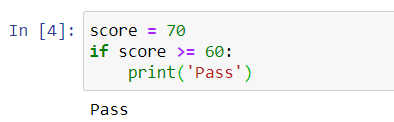 In [4]: score = 70
if score >= 60:
    print('Pass')
Pass